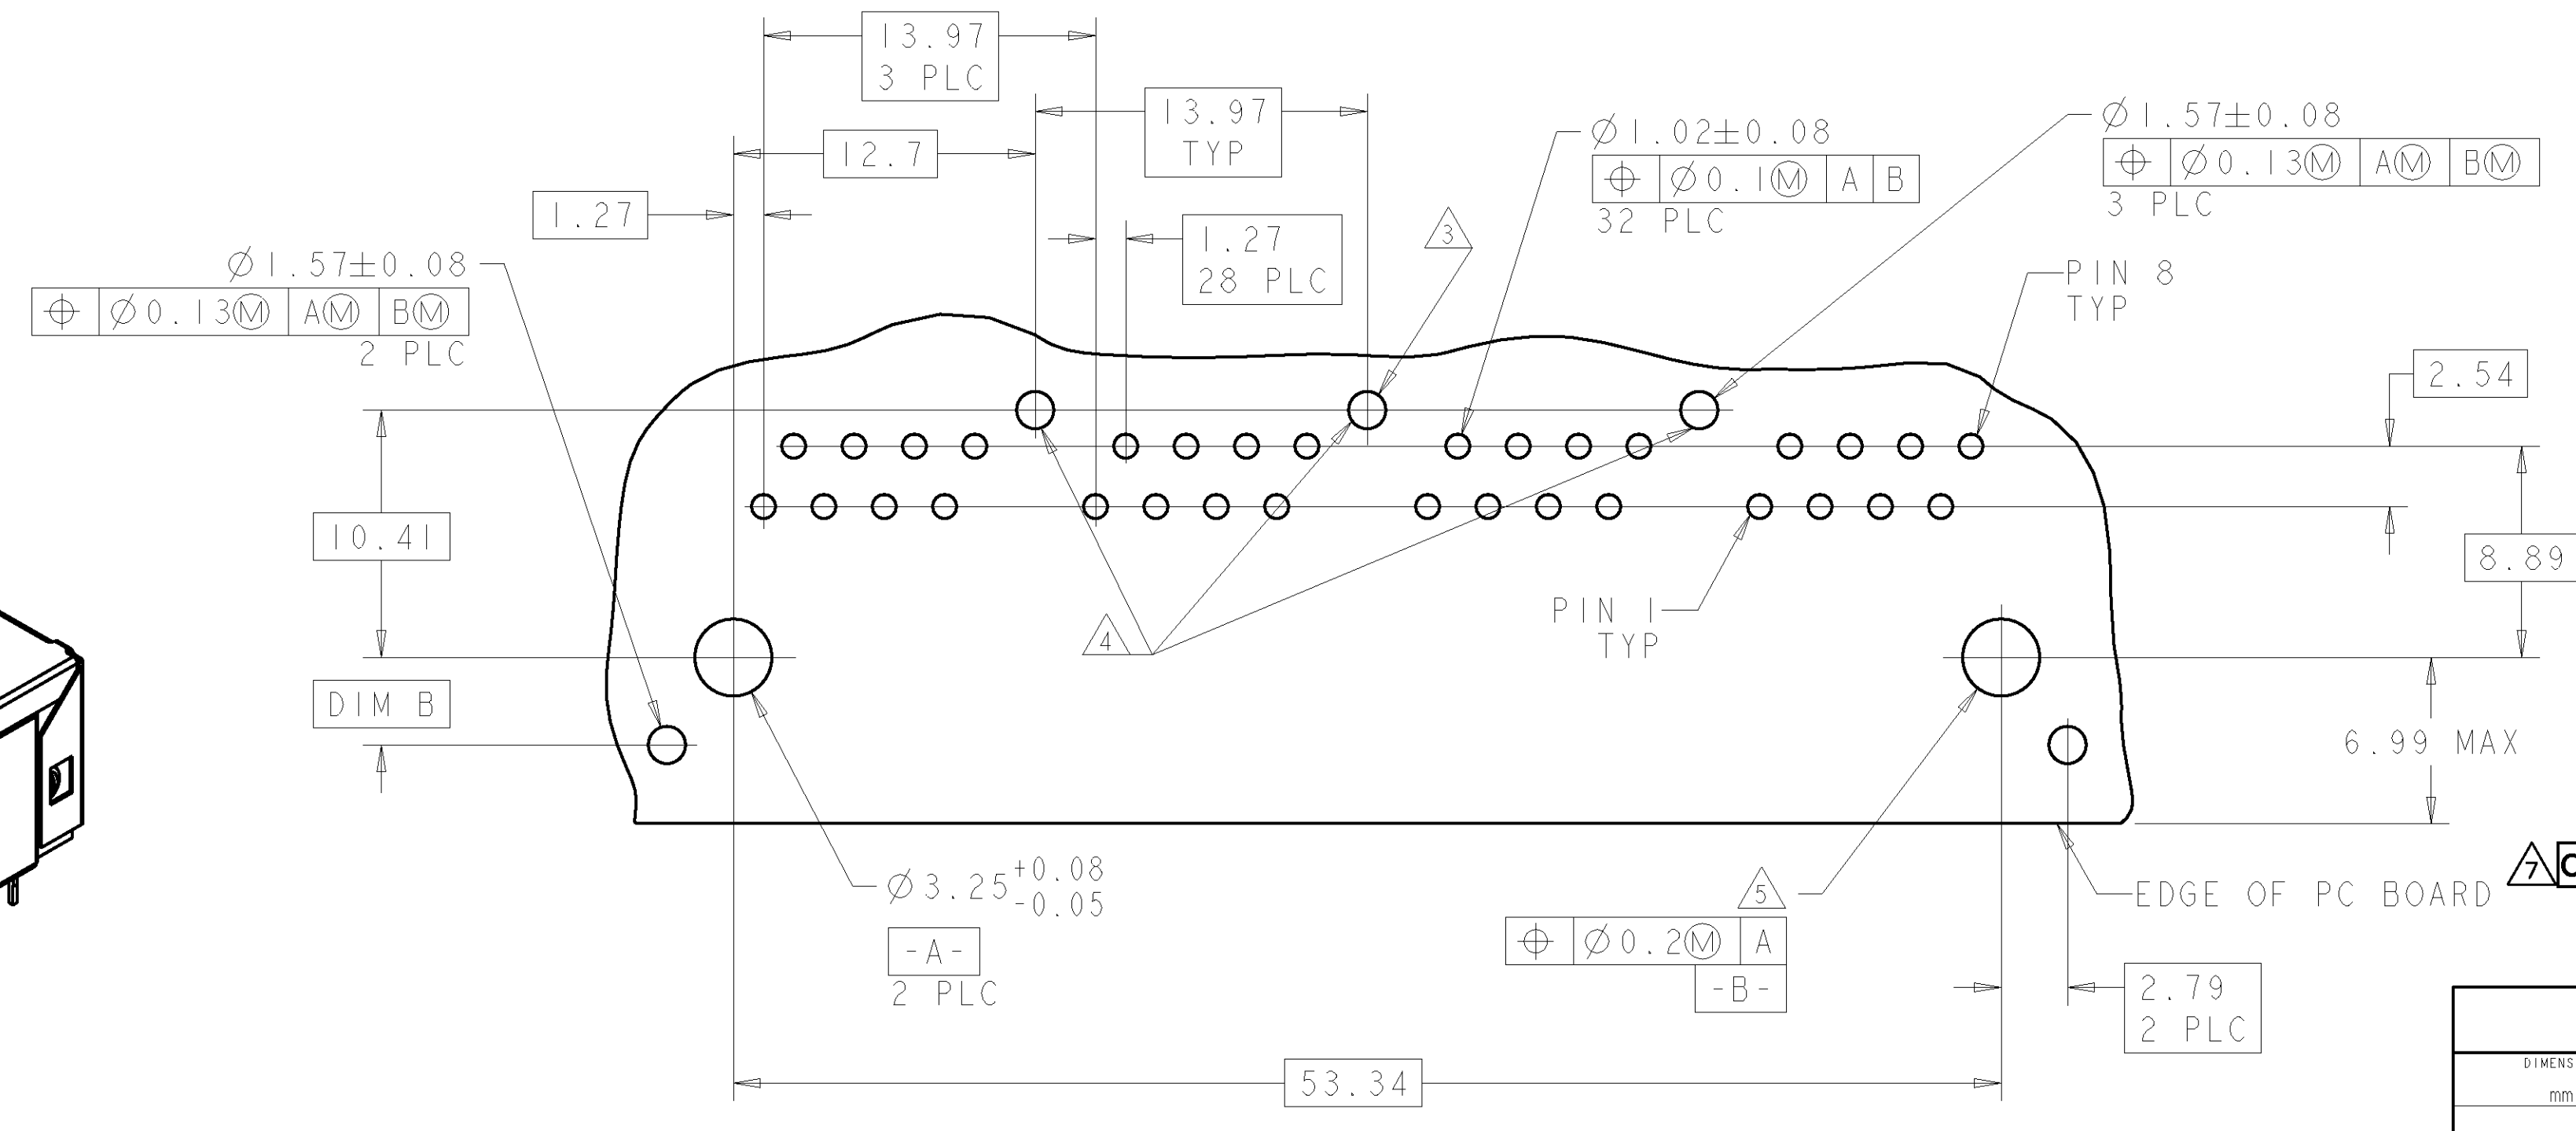 13.97
3 PLC
13.97
TYP
12.7
1.27
1.27
28 PLC
3
Ø1.02±0.08
⌖ Ø0.1Ⓜ A B
32 PLC
Ø1.57±0.08
⌖ Ø0.13Ⓜ AⓂ BⓂ
3 PLC
Ø1.57±0.08
⌖ Ø0.13Ⓜ AⓂ BⓂ
2 PLC
PIN 8
TYP
2.54
10.41
8.89
PIN 1
TYP
4
DIM B
6.99 MAX
Ø3.25 +0.08
-0.05
-A-
2 PLC
5
⌖ Ø0.2Ⓜ A
-B-
EDGE OF PC BOARD
7
2.79
2 PLC
53.34
DIMENS
mm